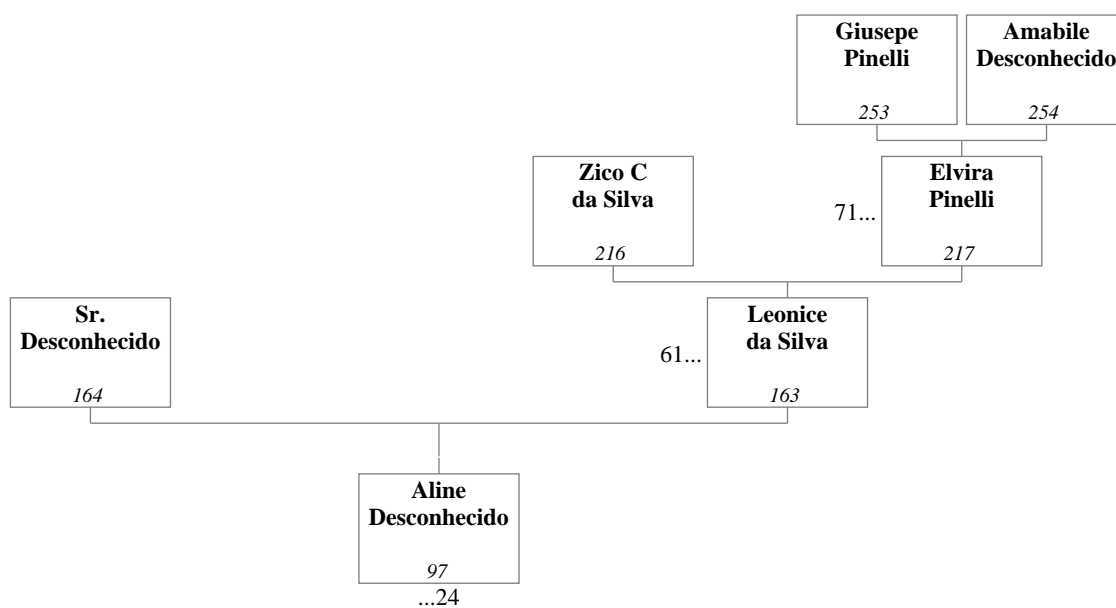 Giusepe
Pinelli
253
Amabile
Desconhecido
254
Zico C
da Silva
216
71...
Elvira
Pinelli
217
Sr.
Desconhecido
164
61...
Leonice
da Silva
163
Aline
Desconhecido
97
...24